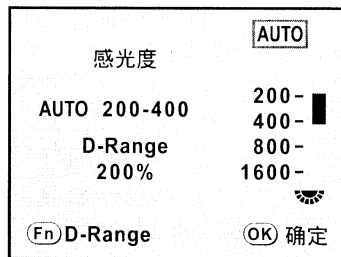 AUTO
感光度
AUTO 200-400
D-Range
200%
200-
400-
800-
1600-
Fn D-Range
OK 确定